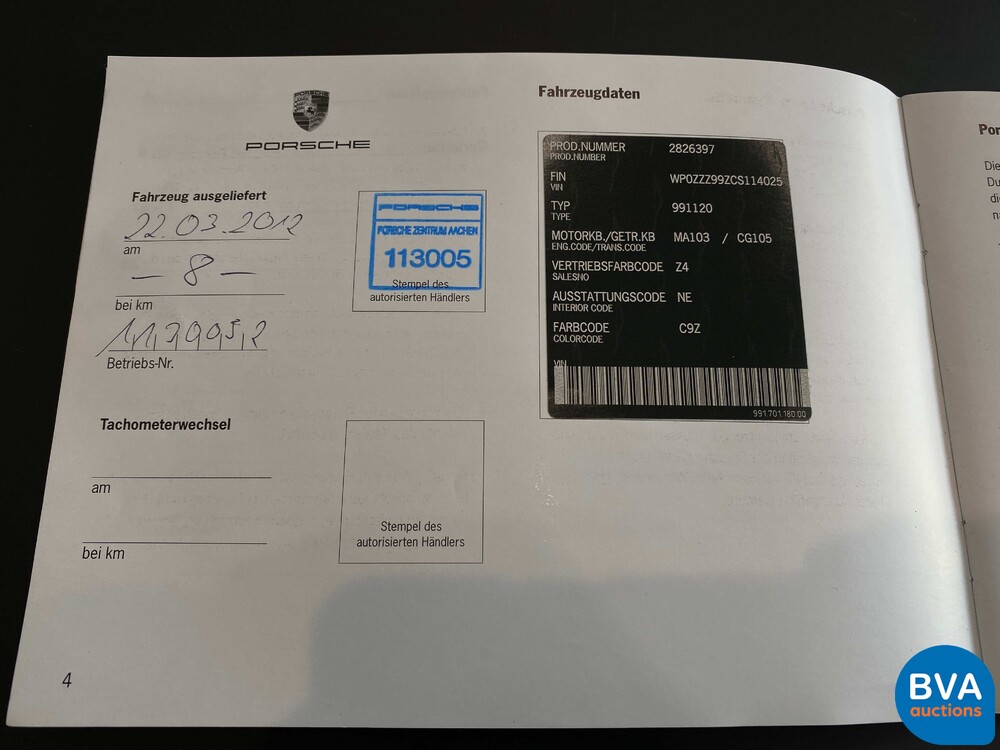 PORSCHE
Fahrzeug ausgeliefert
22.03.2012
am
- 8 -
bei km
Betriebs-Nr.
PORSCHE
PORSCHE ZENTRUM AACHEN
113005
Stempel des
autorisierten Händlers
Tachometerwechsel
am
bei km
Stempel des
autorisierten Händlers
4
Fahrzeugdaten
PROD.NUMMER 2826397
PROD.NUMBER
FIN WP0ZZZ99ZCS114025
VIN
TYP 991120
TYPE
MOTORKB./GETR.KB MA103 / CG105
ENG.CODE/TRANS.CODE
VERTRIEBSFARBCODE Z4
SALESNO
AUSSTATTUNGSCODE NE
INTERIOR CODE
FARBCODE C9Z
COLORCODE
VIN
991.701.180.00
Por
Die
Du
BVA
auctions